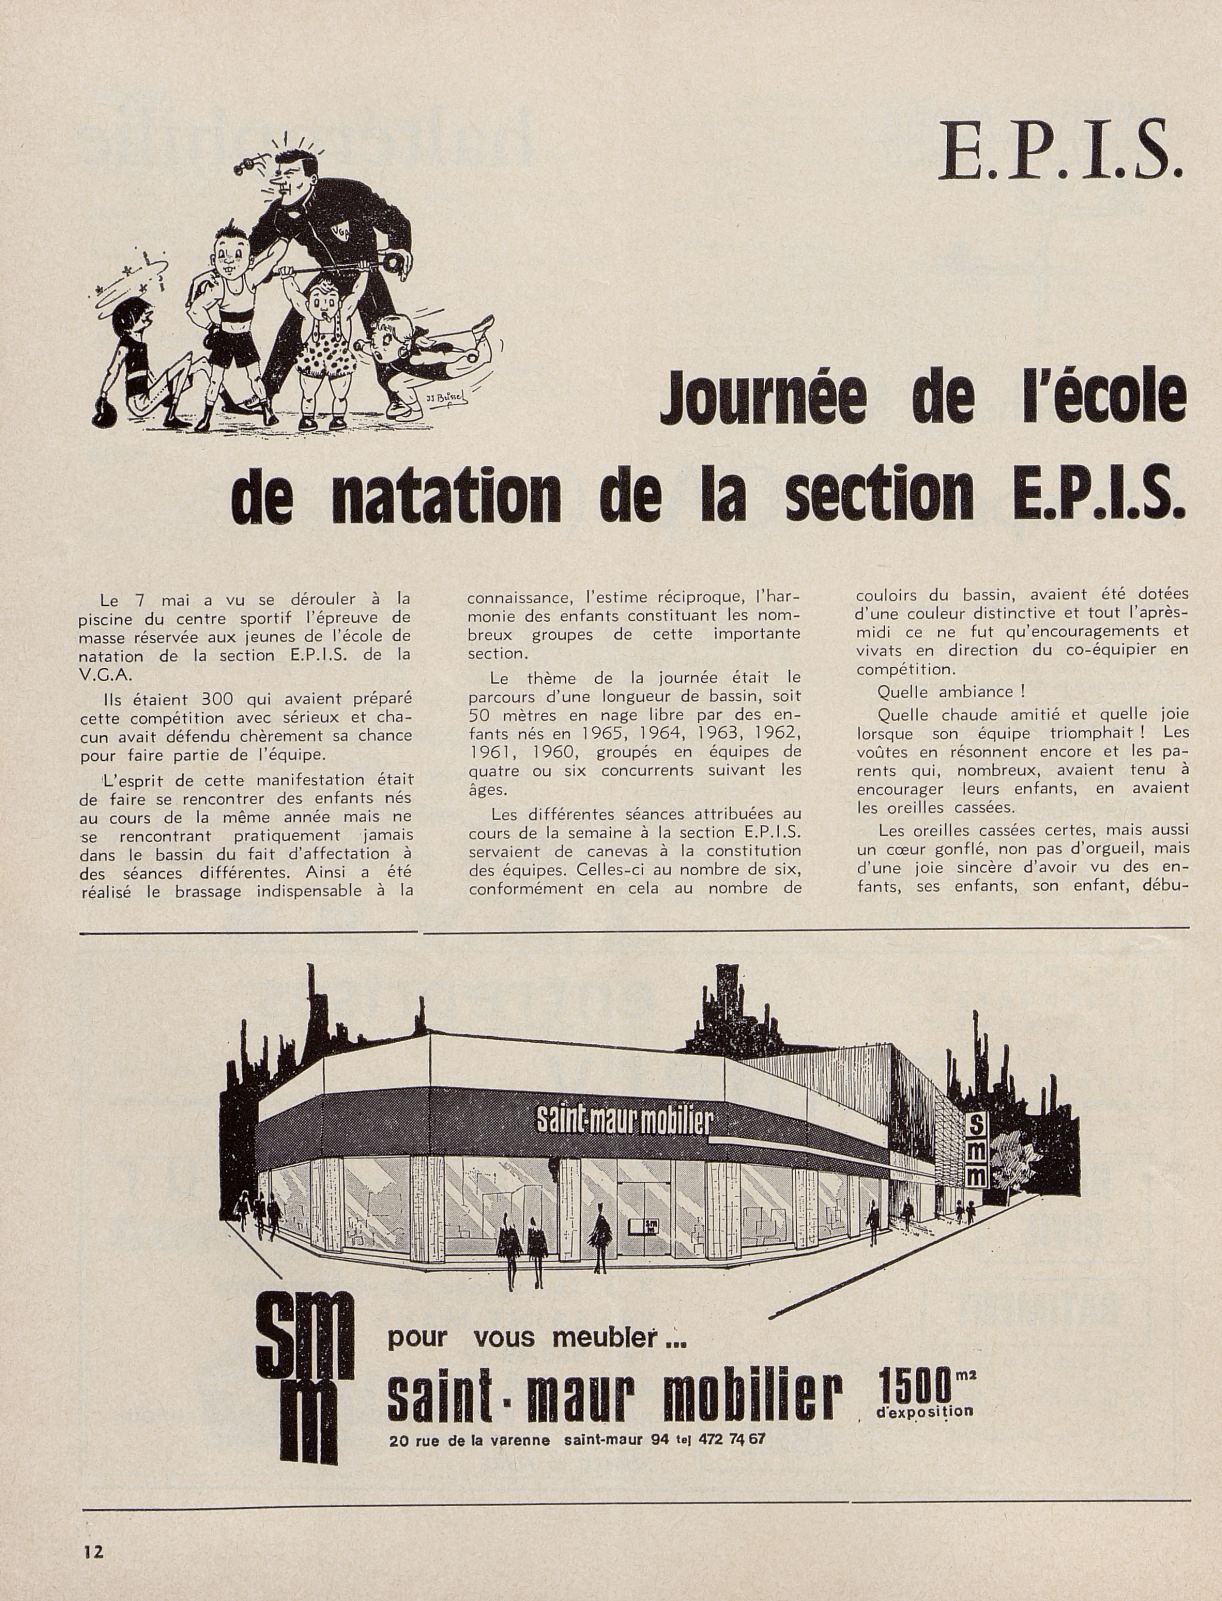 E.P.I.S.
VGA
JJ Brissel
Journée de l'école
de natation de la section E.P.I.S.
Le 7 mai a vu se dérouler à la
piscine du centre sportif l'épreuve de
masse réservée aux jeunes de l'école de
natation de la section E.P.I.S. de la
V.G.A.
Ils étaient 300 qui avaient préparé
cette compétition avec sérieux et cha-
cun avait défendu chèrement sa chance
pour faire partie de l'équipe.
L'esprit de cette manifestation était
de faire se rencontrer des enfants nés
au cours de la même année mais ne
se rencontrant pratiquement jamais
dans le bassin du fait d'affectation à
des séances différentes. Ainsi a été
réalisé le brassage indispensable à la
connaissance, l'estime réciproque, l'har-
monie des enfants constituant les nom-
breux groupes de cette importante
section.
Le thème de la journée était le
parcours d'une longueur de bassin, soit
50 mètres en nage libre par des en-
fants nés en 1965, 1964, 1963, 1962,
1961, 1960, groupés en équipes de
quatre ou six concurrents suivant les
âges.
Les différentes séances attribuées au
cours de la semaine à la section E.P.I.S.
servaient de canevas à la constitution
des équipes. Celles-ci au nombre de six,
conformément en cela au nombre de
couloirs du bassin, avaient été dotées
d'une couleur distinctive et tout l'après-
midi ce ne fut qu'encouragements et
vivats en direction du co-équipier en
compétition.
Quelle ambiance !
Quelle chaude amitié et quelle joie
lorsque son équipe triomphait ! Les
voûtes en résonnent encore et les pa-
rents qui, nombreux, avaient tenu à
encourager leurs enfants, en avaient
les oreilles cassées.
Les oreilles cassées certes, mais aussi
un cœur gonflé, non pas d'orgueil, mais
d'une joie sincère d'avoir vu des en-
fants, ses enfants, son enfant, débu-
saint-maur mobilier
s
m
m
sm
m
sm
m
pour vous meubler...
saint-maur mobilier 1500 m2
d'exposition
20 rue de la varenne saint-maur 94 tel 472 74 67
12